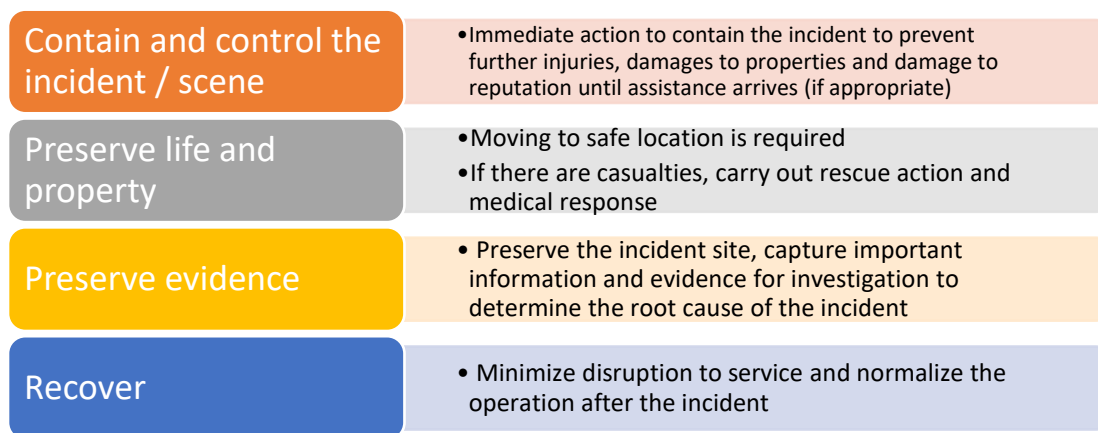 Contain and control the
incident / scene
•Immediate action to contain the incident to prevent
further injuries, damages to properties and damage to
reputation until assistance arrives (if appropriate)
Preserve life and
property
•Moving to safe location is required
•If there are casualties, carry out rescue action and
medical response
Preserve evidence
• Preserve the incident site, capture important
information and evidence for investigation to
determine the root cause of the incident
Recover
• Minimize disruption to service and normalize the
operation after the incident